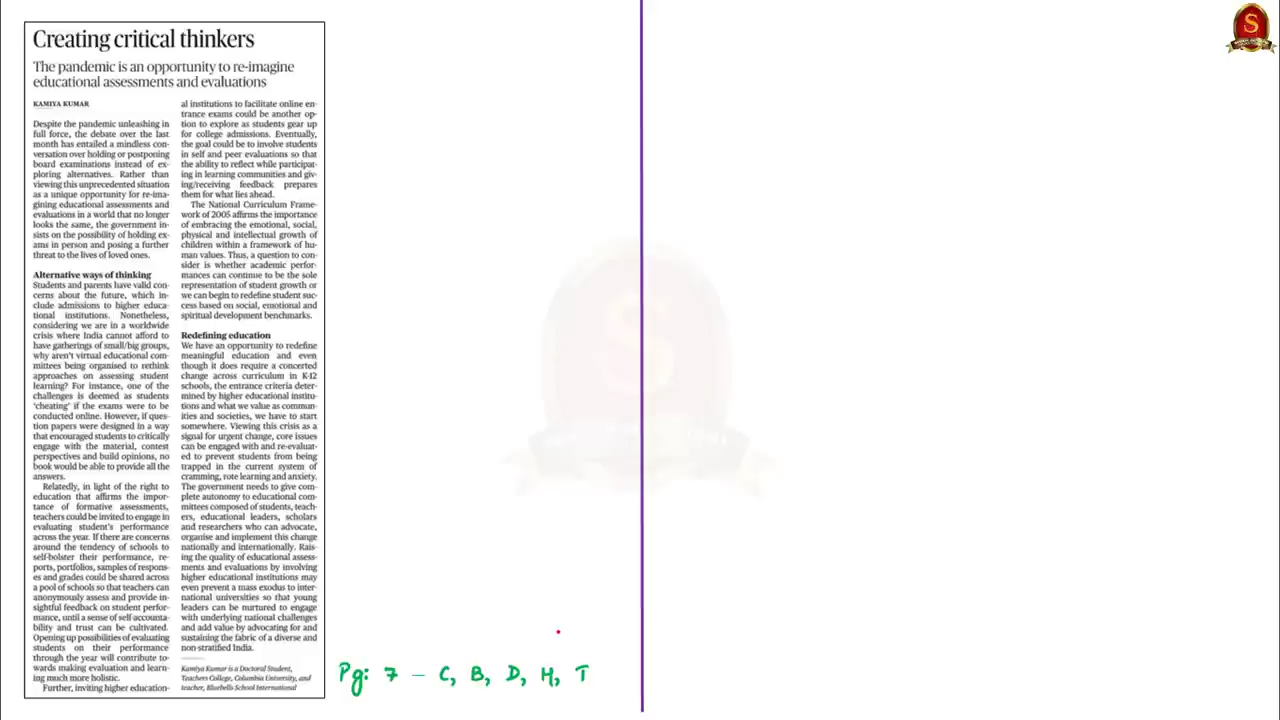 Creating critical thinkers
The pandemic is an opportunity to re-imagine
educational assessments and evaluations
KAMIYA KUMAR
Despite the pandemic unleashing in
full force, the debate over the last
month has entailed a mindless con-
versation over holding or postponing
board examinations instead of ex-
ploring alternatives. Rather than
viewing this unprecedented situation
as a unique opportunity for re-ima-
gining educational assessments and
evaluations in a world that no longer
looks the same, the government in-
sists on the possibility of holding ex-
ams in person and posing a further
threat to the lives of loved ones.
Alternative ways of thinking
Students and parents have valid con-
cerns about the future, which in-
clude admissions to higher educa-
tional institutions. Nonetheless,
considering we are in a worldwide
crisis where India cannot afford to
have gatherings of small/big groups,
why aren't virtual educational com-
mittees being organised to rethink
approaches on assessing student
learning? For instance, one of the
challenges is deemed as students
'cheating' if the exams were to be
conducted online. However, if ques-
tion papers were designed in a way
that encouraged students to critically
engage with the material, contest
perspectives and build opinions, no
book would be able to provide all the
answers.
Relatedly, in light of the right to
education that affirms the impor-
tance of formative assessments,
teachers could be invited to engage in
evaluating student's performance
across the year. If there are concerns
around the tendency of schools to
self-bolster their performance, re-
ports, portfolios, samples of respons-
es and grades could be shared across
a pool of schools so that teachers can
anonymously assess and provide in-
sightful feedback on student perfor-
mance, until a sense of self-accounta-
bility and trust can be cultivated.
Opening up possibilities of evaluating
students on their performance
through the year will contribute to-
wards making evaluation and learn-
ing much more holistic.
Further, inviting higher education-
al institutions to facilitate online en-
trance exams could be another op-
tion to explore as students gear up
for college admissions. Eventually,
the goal could be to involve students
in self and peer evaluations so that
the ability to reflect while participat-
ing in learning communities and giv-
ing/receiving feedback prepares
them for what lies ahead.
The National Curriculum Frame-
work of 2005 affirms the importance
of embracing the emotional, social,
physical and intellectual growth of
children within a framework of hu-
man values. Thus, a question to con-
sider is whether academic perfor-
mances can continue to be the sole
representation of student growth or
we can begin to redefine student suc-
cess based on social, emotional and
spiritual development benchmarks.
Redefining education
We have an opportunity to redefine
meaningful education and even
though it does require a concerted
change across curriculum in K-12
schools, the entrance criteria deter-
mined by higher educational institu-
tions and what we value as commun-
ities and societies, we have to start
somewhere. Viewing this crisis as a
signal for urgent change, core issues
can be engaged with and re-evaluat-
ed to prevent students from being
trapped in the current system of
cramming, rote learning and anxiety.
The government needs to give com-
plete autonomy to educational com-
mittees composed of students, teach-
ers, educational leaders, scholars
and researchers who can advocate,
organise and implement this change
nationally and internationally. Rais-
ing the quality of educational assess-
ments and evaluations by involving
higher educational institutions may
even prevent a mass exodus to inter-
national universities so that young
leaders can be nurtured to engage
with underlying national challenges
and add value by advocating for and
sustaining the fabric of a diverse and
non-stratified India.
Kamiya Kumar is a Doctoral Student,
Teachers College, Columbia University, and
teacher, Bluebells School International
Pg: 7 - C, B, D, H, T
S